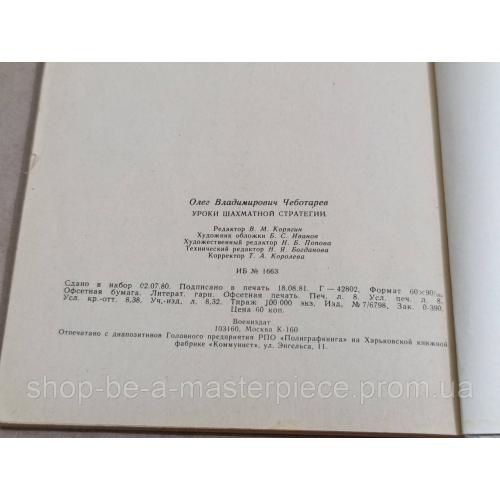 Олег Владимирович Чеботарев
УРОКИ ШАХМАТНОЙ СТРАТЕГИИ
Редактор В. М. Корягин
Художник обложки Б. С. Иванов
Художественный редактор Н. Б. Попова
Технический редактор Н. Я. Богданова
Корректор Т. А. Королева
ИБ № 1663
Сдано в набор 02.07.80. Подписано в печать 18.08.81. Г — 42802. Формат 60×90/₁₆.
Офсетная бумага. Литерат. гарн. Офсетная печать. Печ. л. 8. Усл. печ. л. 8.
Усл. кр.-отт. 8,38. Уч.-изд. л. 8,32. Тираж 100 000 экз. Изд. № 7/6798. Зак. 0-390.
Цена 60 коп.
Воениздат
103160, Москва К-160
Отпечатано с диапозитивов Головного предприятия РПО «Полиграфкнига» на Харьковской книжной
фабрике «Коммунист», ул. Энгельса, 11.
shop-be-a-masterpiece.prom.ua